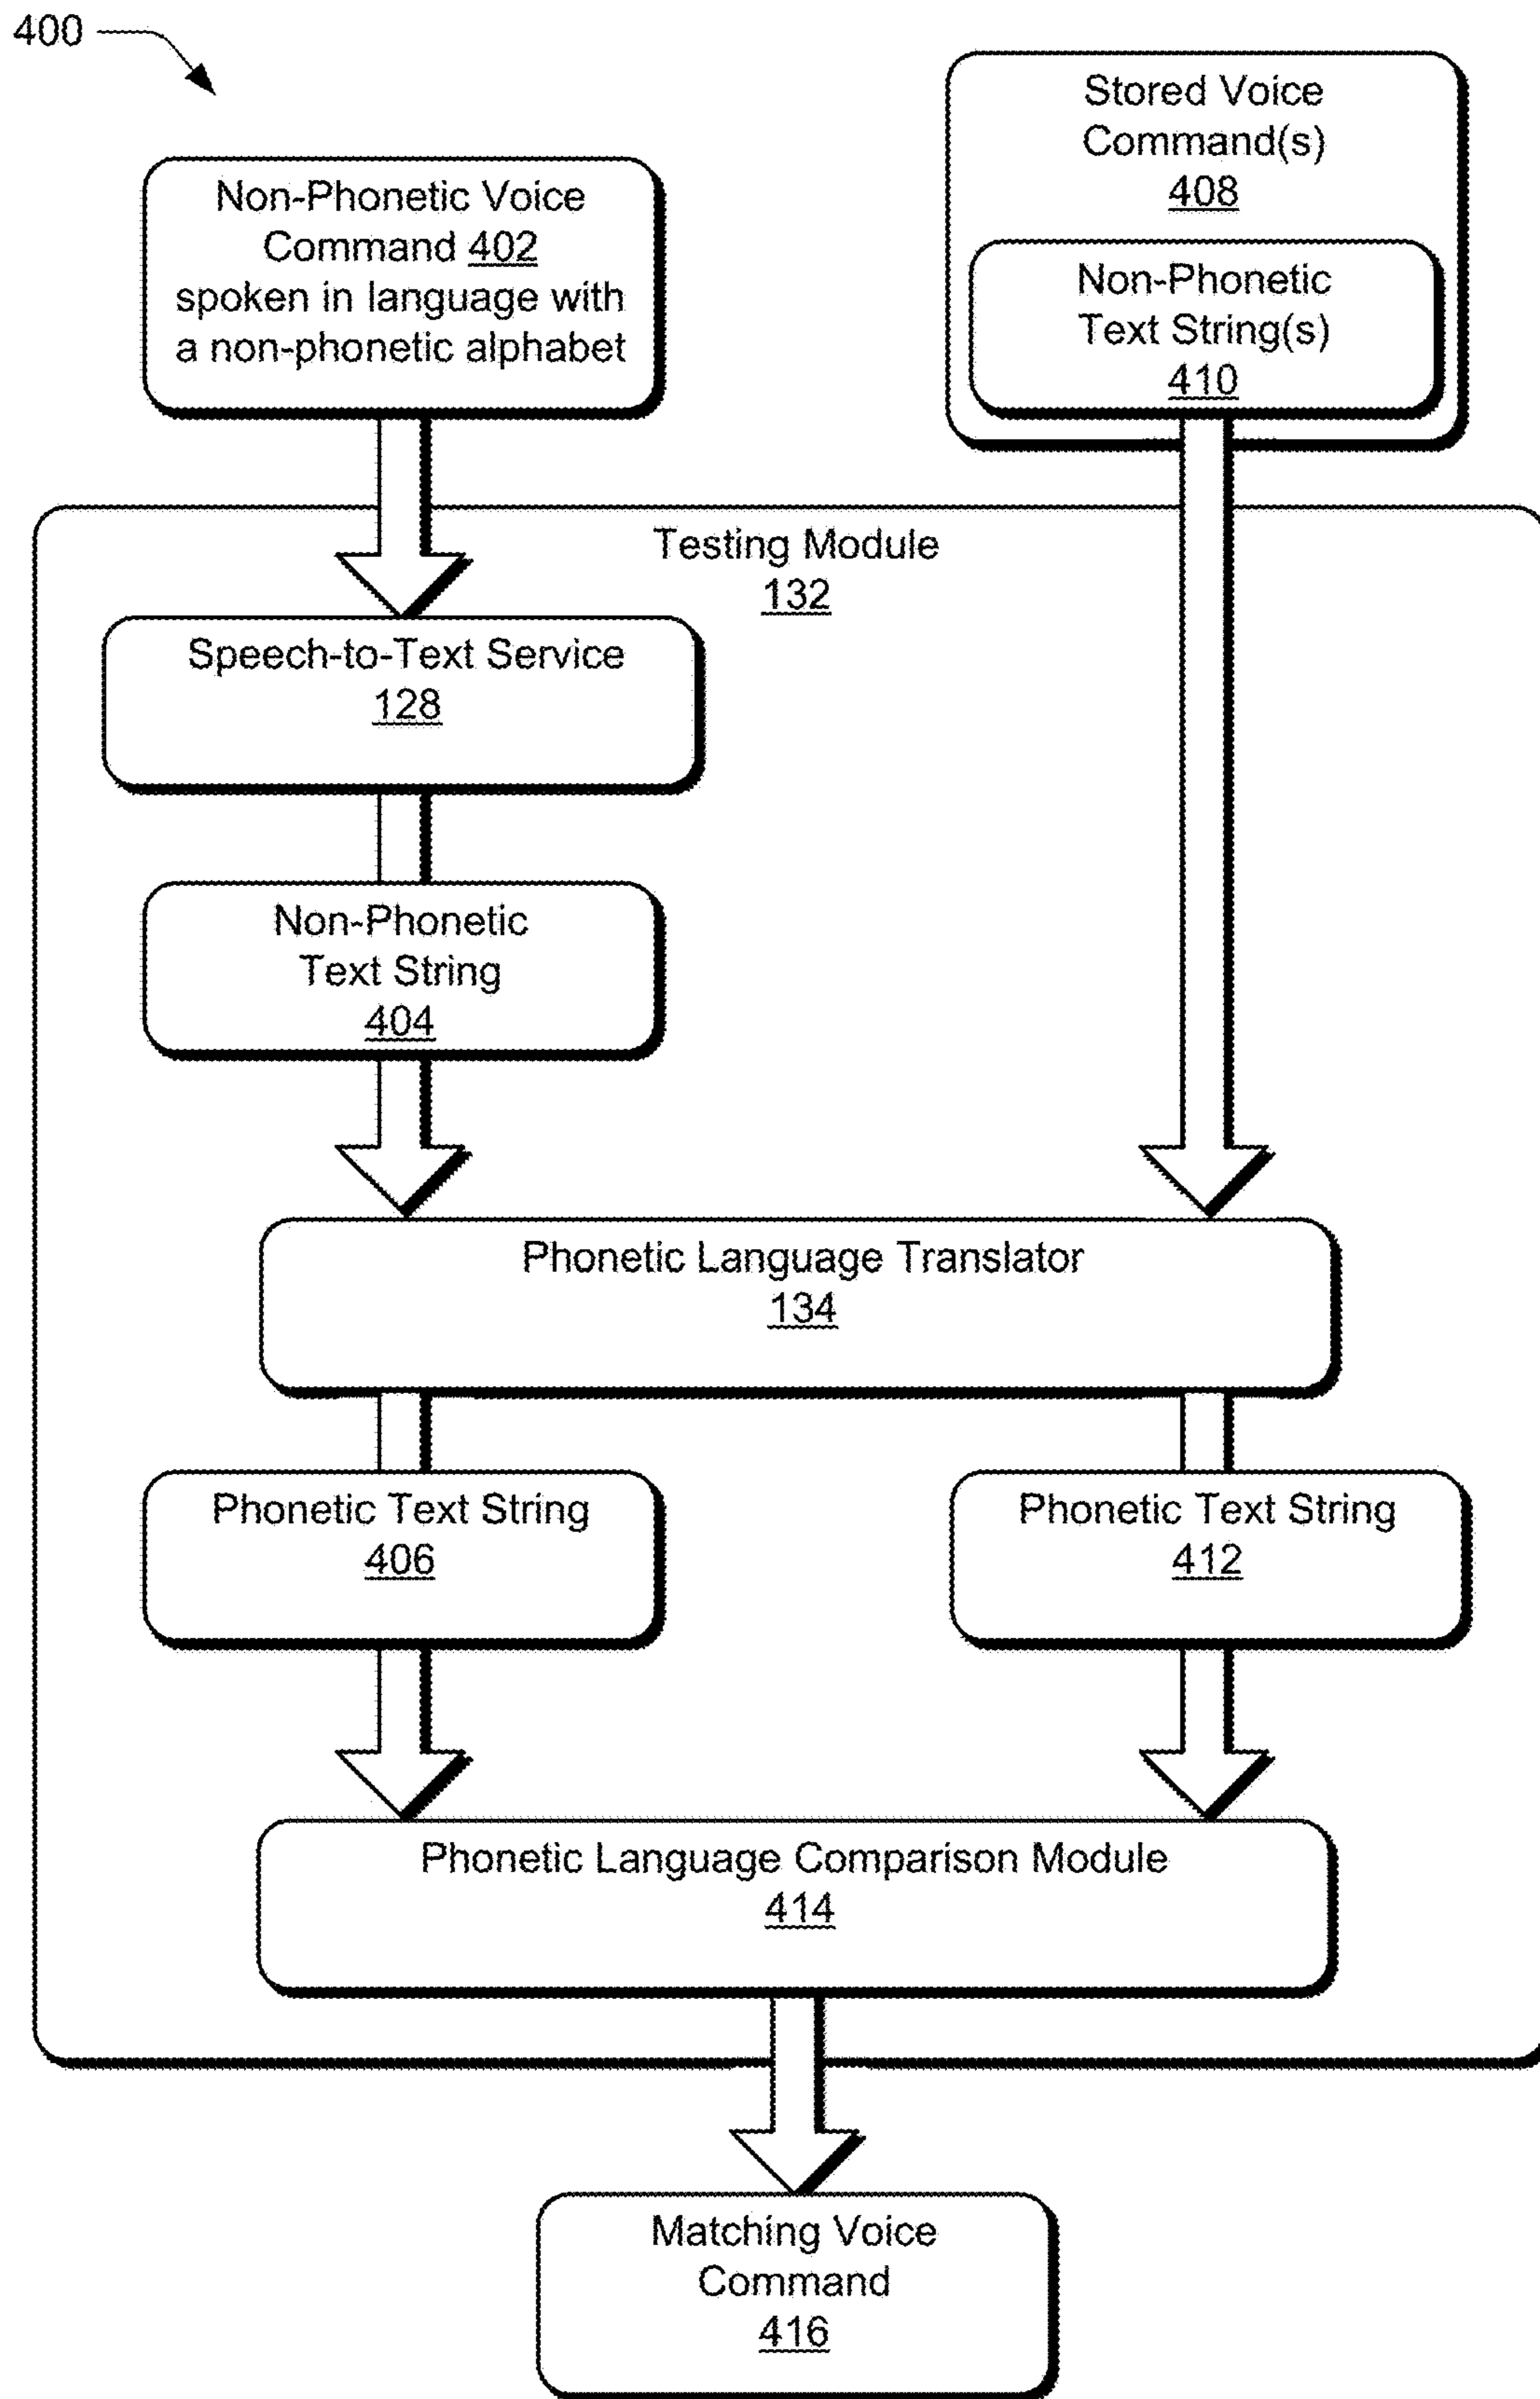 400
Stored Voice
Command(s)
408
Non-Phonetic Voice
Command 402
spoken in language with
a non-phonetic alphabet
Non-Phonetic
Text String(s)
410
Testing Module
132
Speech-to-Text Service
128
Non-Phonetic
Text String
404
Phonetic Language Translator
134
Phonetic Text String
406
Phonetic Text String
412
Phonetic Language Comparison Module
414
Matching Voice
Command
416